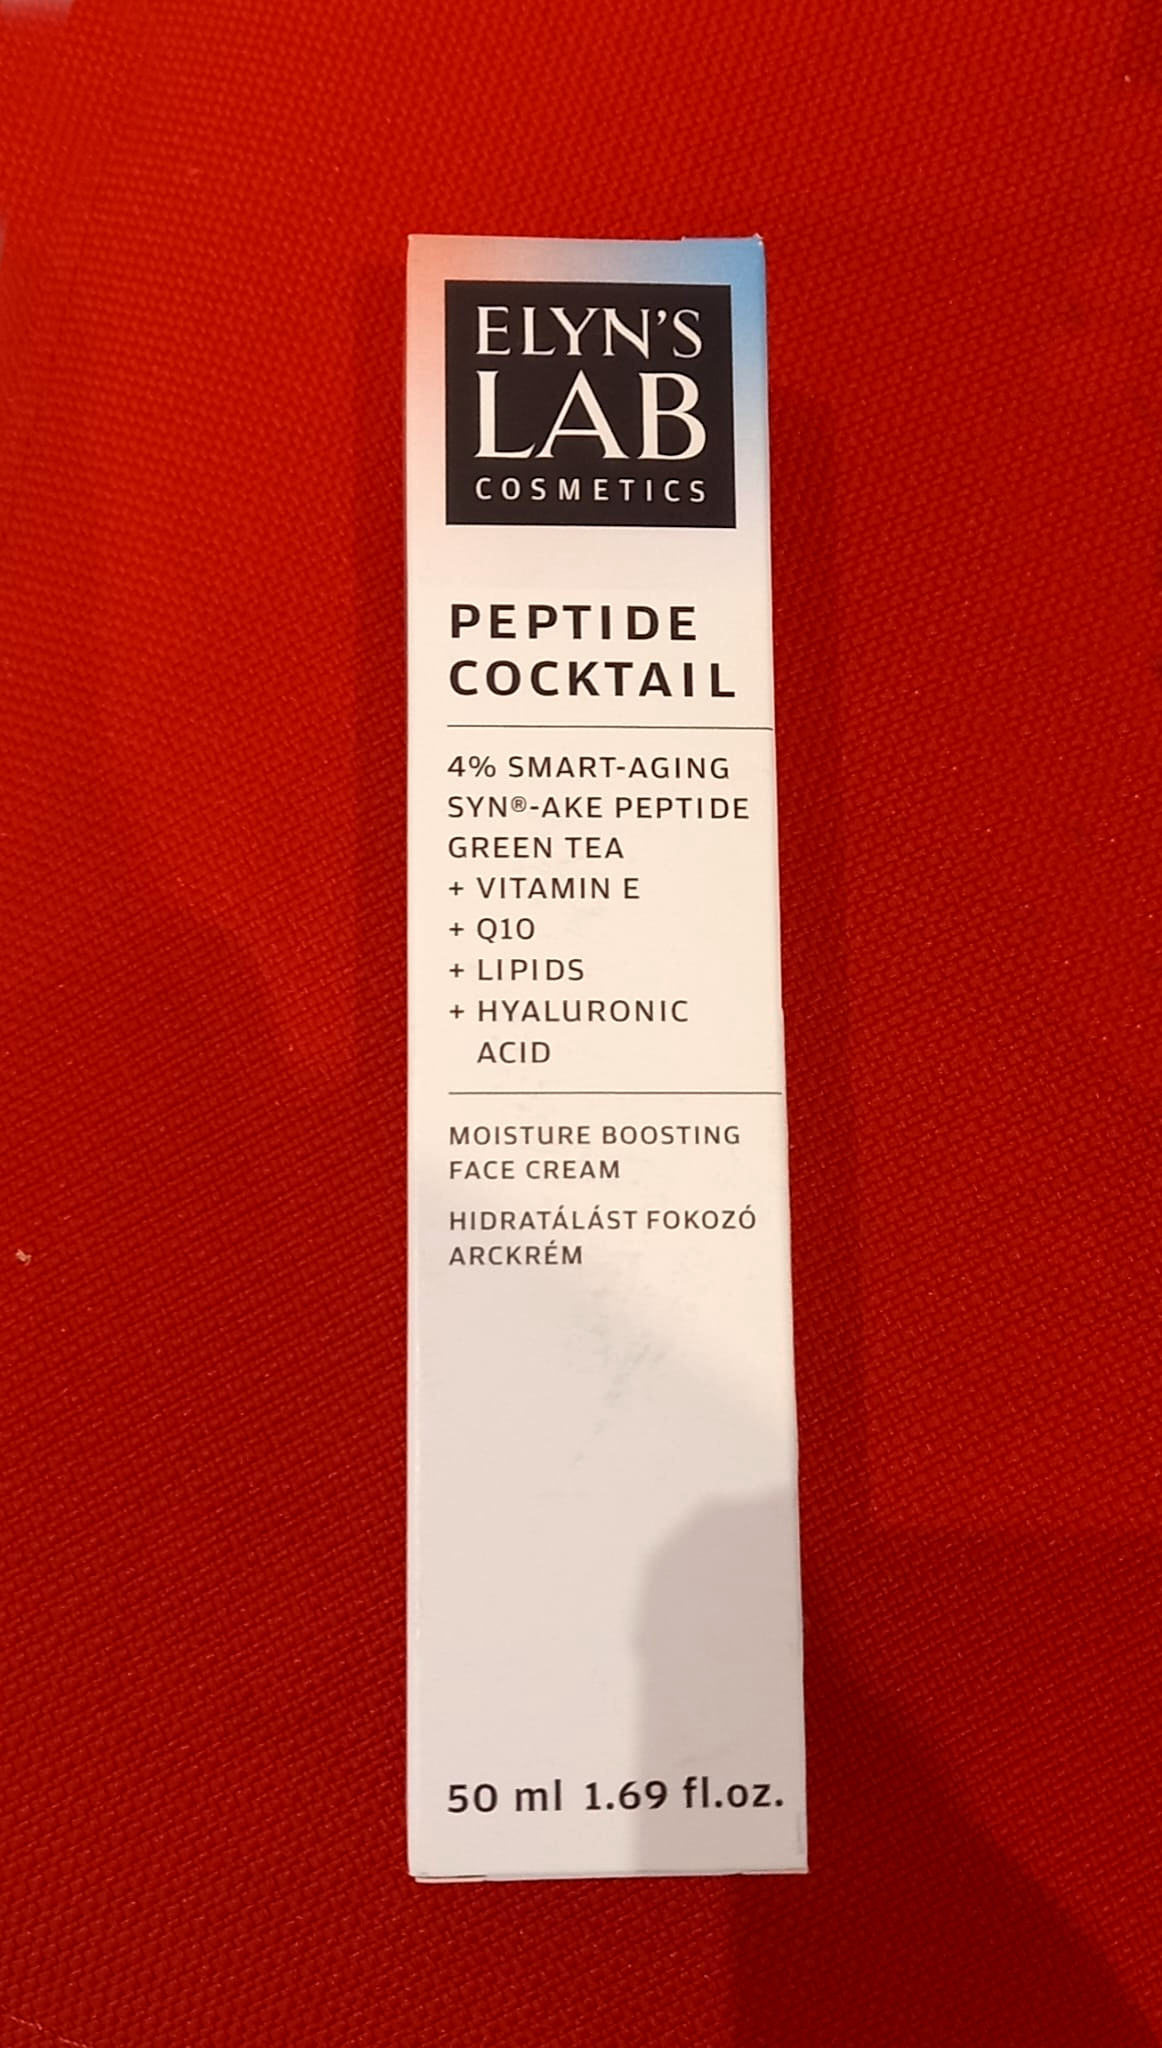 ELYN'S
LAB
COSMETICS
PEPTIDE
COCKTAIL
4% SMART-AGING
SYN®-AKE PEPTIDE
GREEN TEA
+ VITAMIN E
+ Q10
+ LIPIDS
+ HYALURONIC
ACID
MOISTURE BOOSTING
FACE CREAM
HIDRATÁLÁST FOKOZÓ
ARCKRÉM
50 ml 1.69 fl.oz.